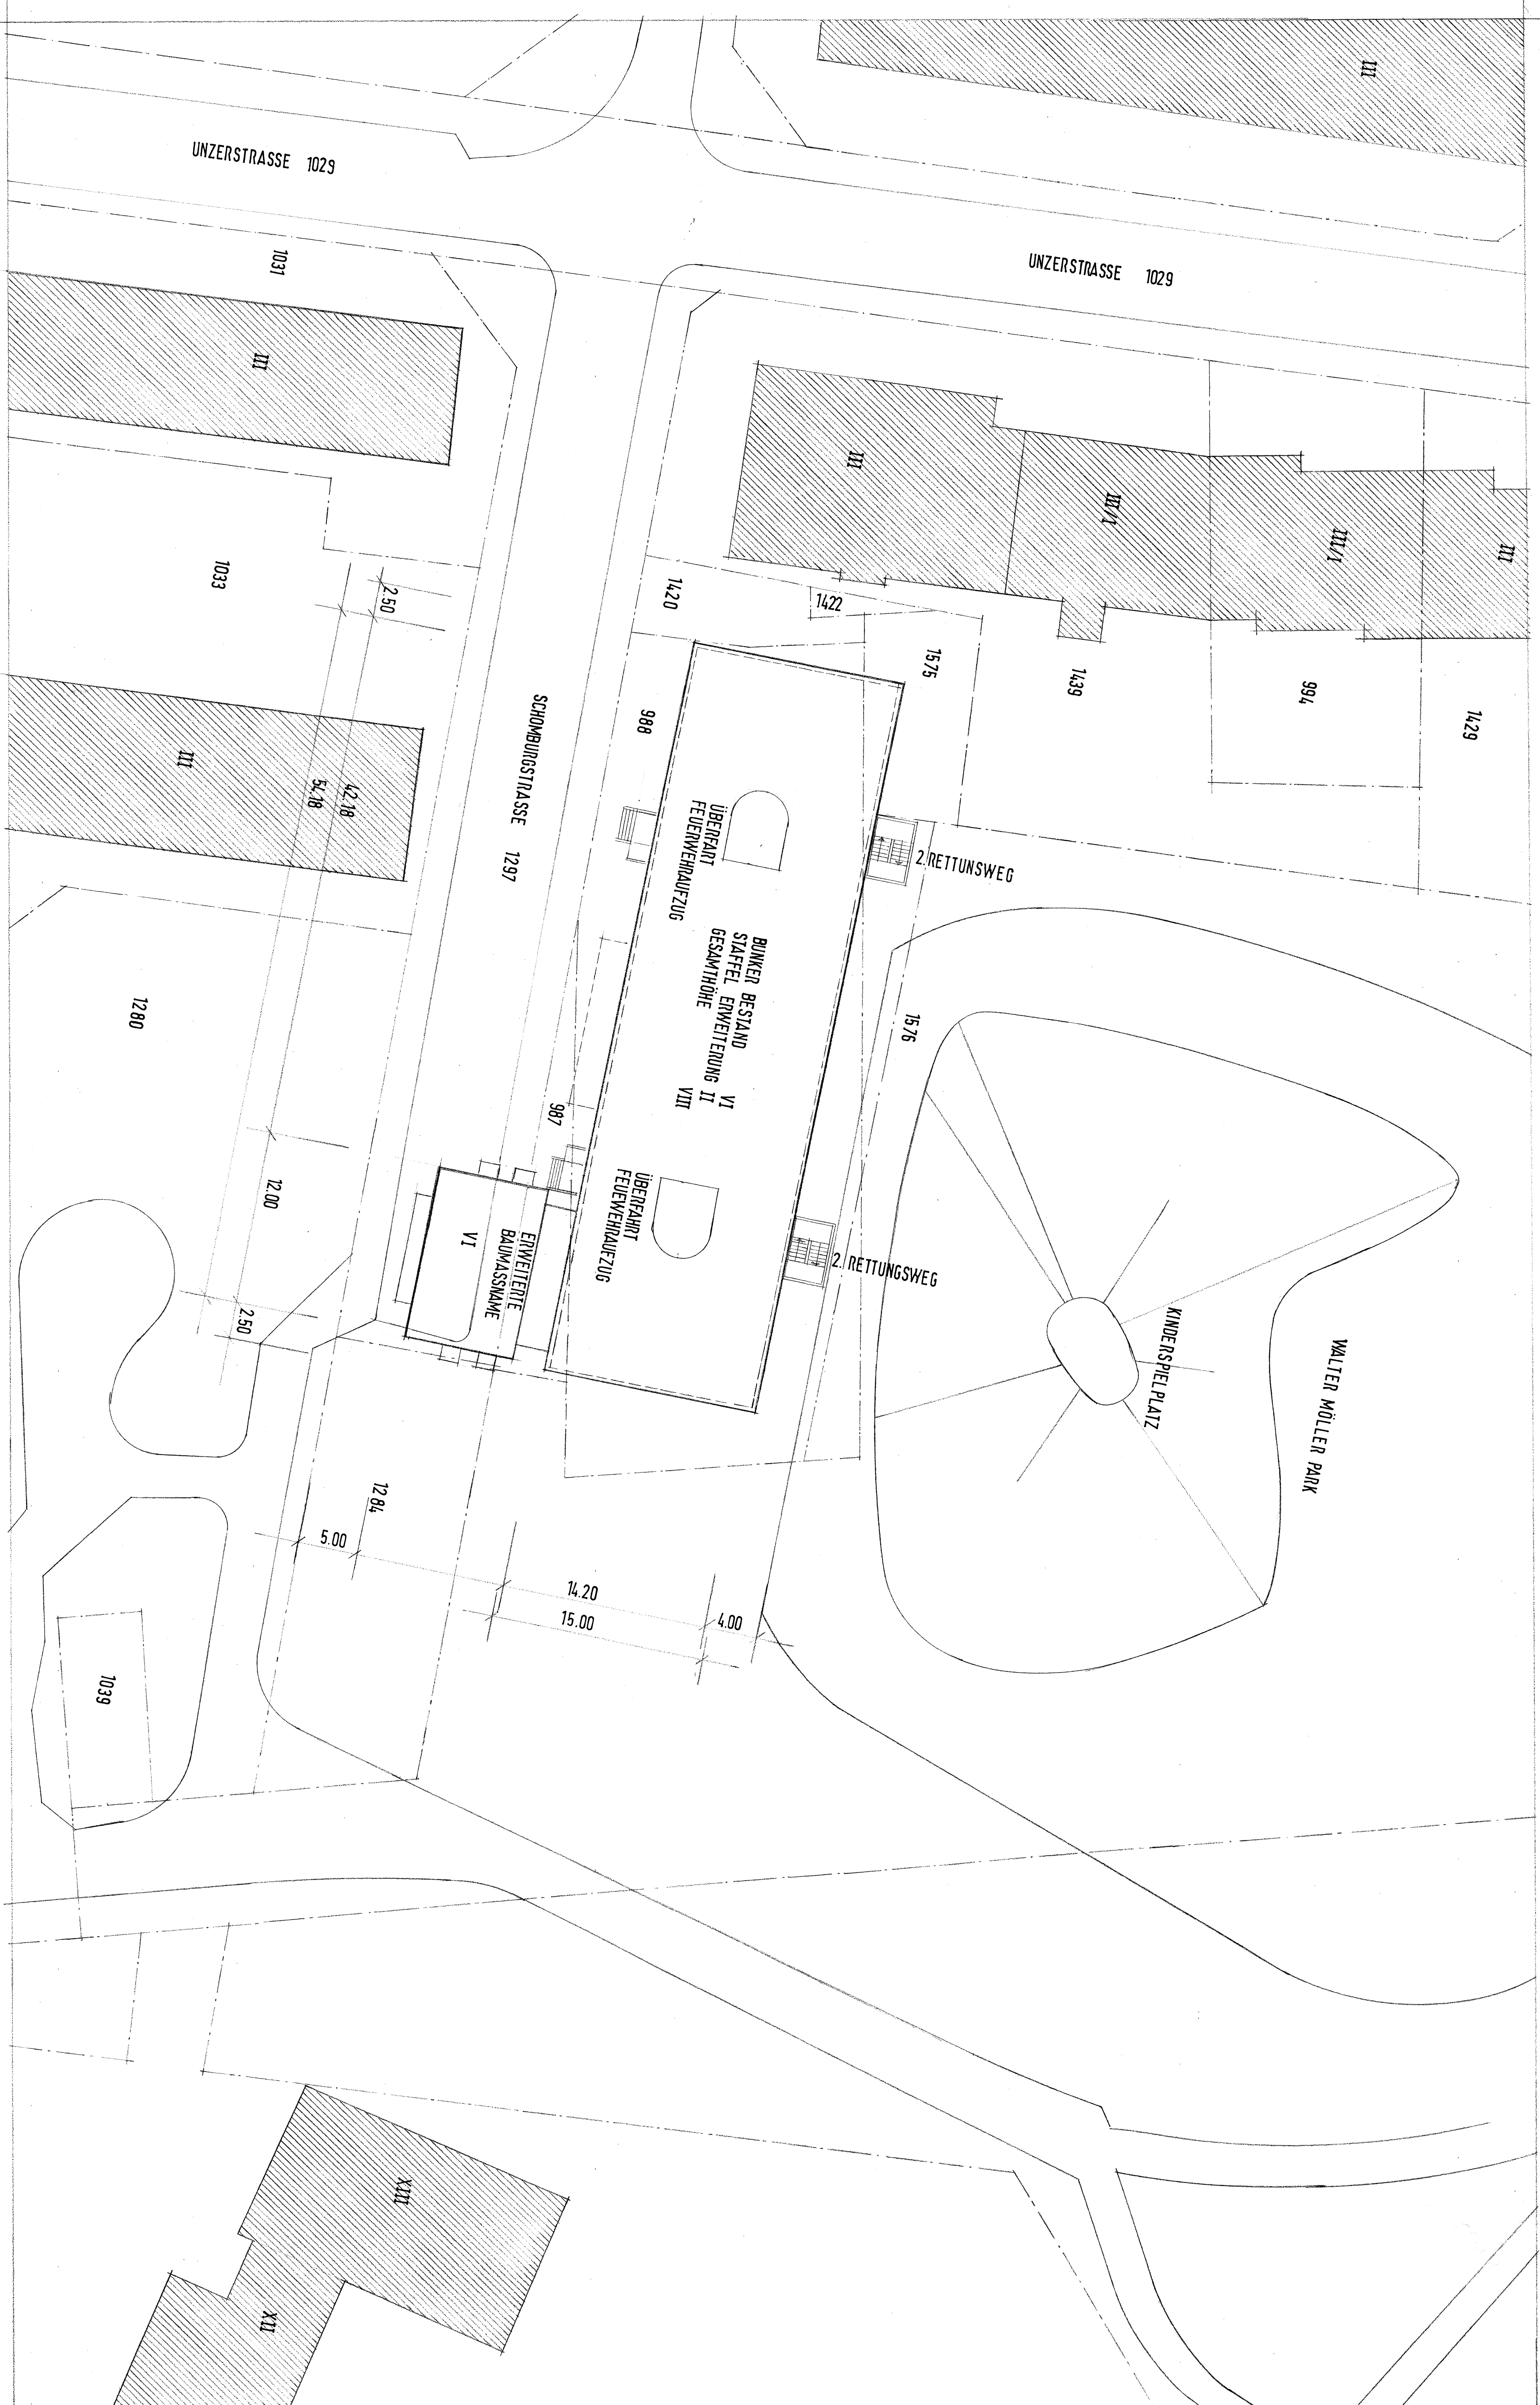 III
UNZERSTRASSE 1029
UNZERSTRASSE 1029
1031
III
III
III/I
III/I
III
1033
2.50
1420
1422
1575
1439
994
1429
988
SCHOMBURGSTRASSE 1297
III
42.18
54.18
ÜBERFART
FEUERWEHRAUFZUG
2. RETTUNSWEG
BUNKER BESTAND VI
STAFFEL ERWEITERUNG II
GESAMTHÖHE VIII
1576
1280
987
12.00
ÜBERFAHRT
FEUEWEHRAUFZUG
2. RETTUNGSWEG
ERWEITERTE
BAUMASSNAME
VI
2.50
KINDERSPIELPLATZ
WALTER MÖLLER PARK
1284
5.00
14.20
15.00
4.00
1039
XIII
XII